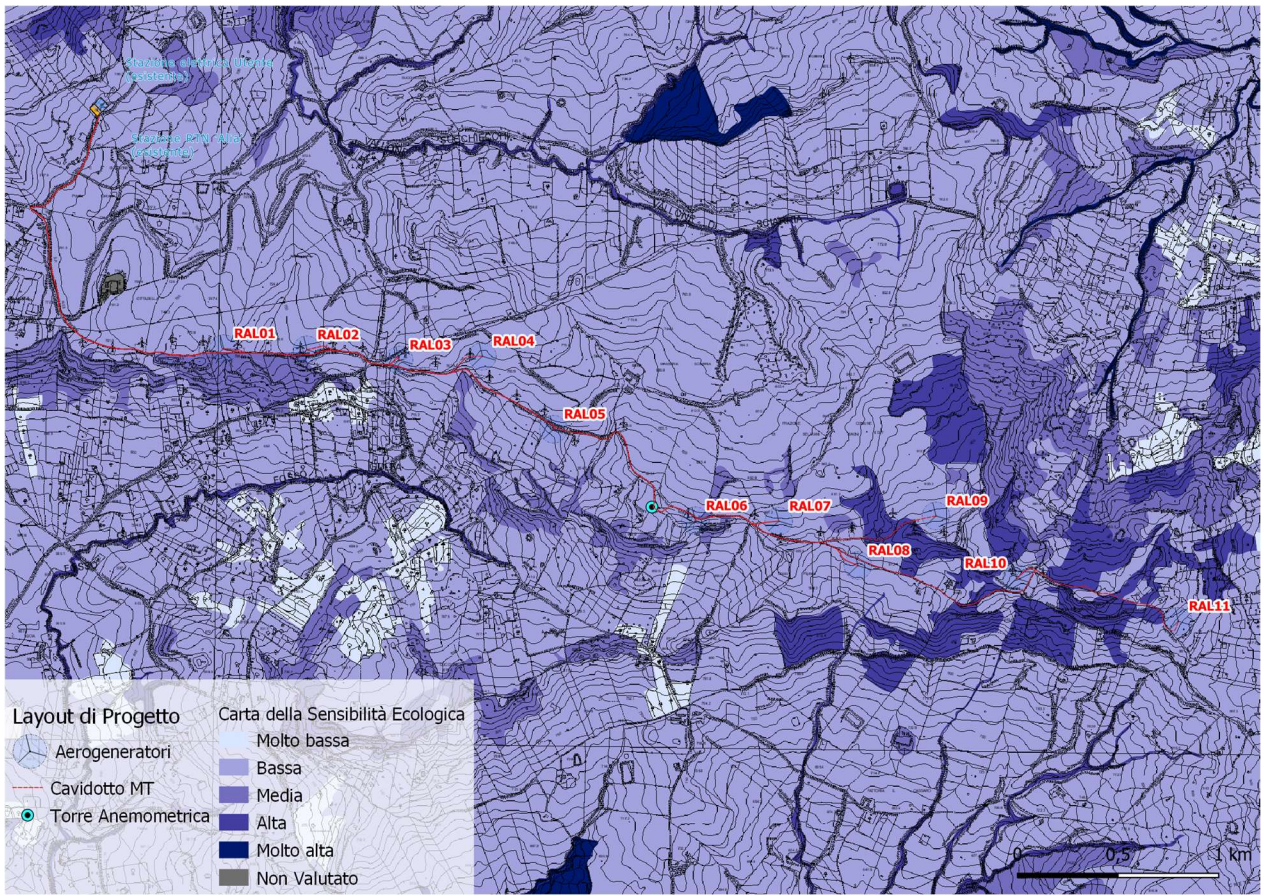 Stazione elettrica Utente
(esistente)
Stazione RTN Alia
(esistente)
RAL01
RAL02
RAL03
RAL04
RAL05
RAL06
RAL07
RAL09
RAL08
RAL10
RAL11
Layout di Progetto
Aerogeneratori
Cavidotto MT
Torre Anemometrica
Carta della Sensibilità Ecologica
Molto bassa
Bassa
Media
Alta
Molto alta
Non Valutato
0 0,5 1 km